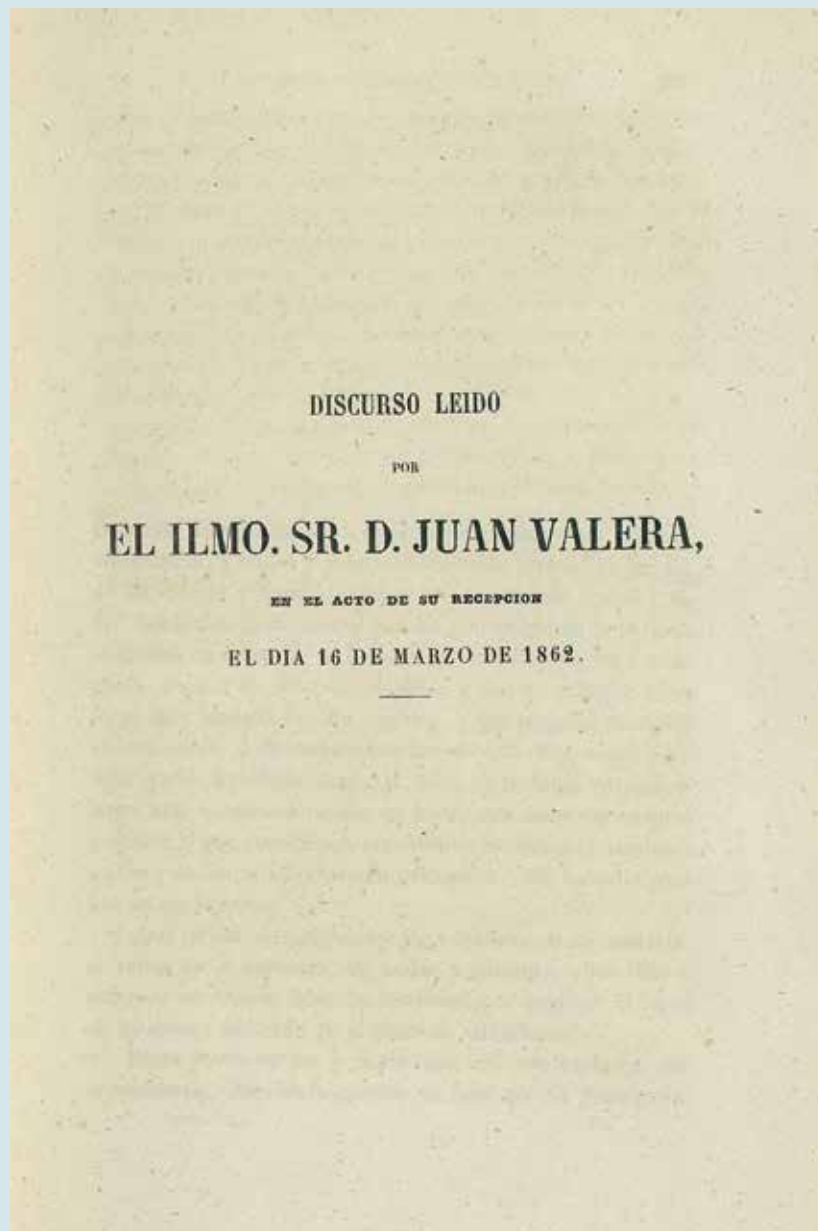 DISCURSO LEIDO
POR
EL ILMO. SR. D. JUAN VALERA,
EN EL ACTO DE SU RECEPCION
EL DIA 16 DE MARZO DE 1862.